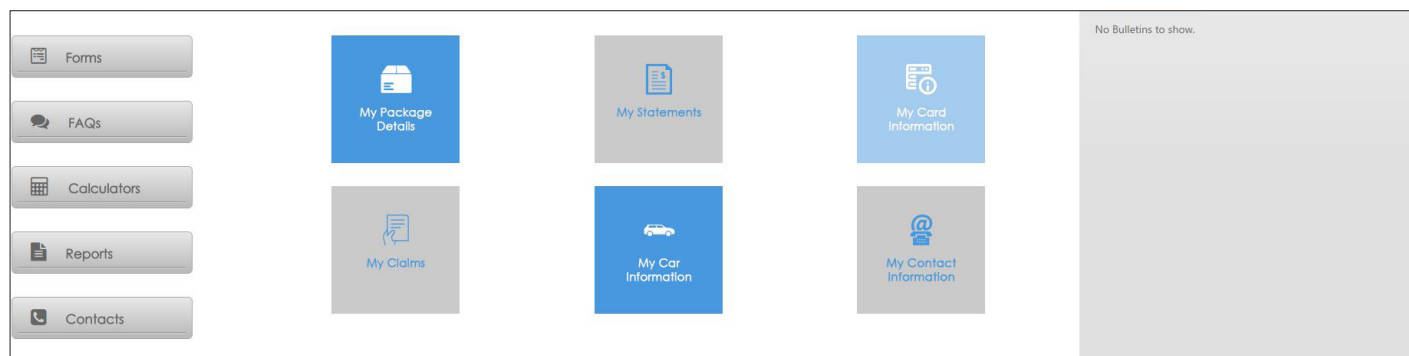 Forms
FAQs
Calculators
Reports
Contacts
My Package
Details
My Statements
My Card
Information
My Claims
My Car
Information
My Contact
Information
No Bulletins to show.